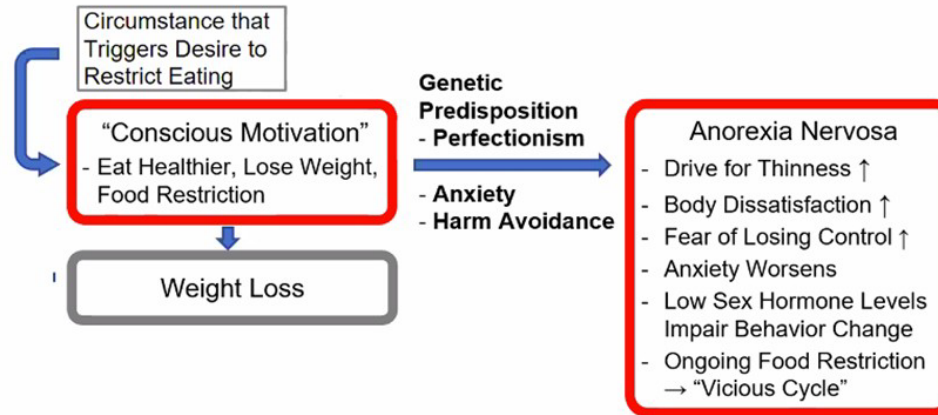 Circumstance that
Triggers Desire to
Restrict Eating
"Conscious Motivation"
- Eat Healthier, Lose Weight,
Food Restriction
Weight Loss
Genetic
Predisposition
- Perfectionism
- Anxiety
- Harm Avoidance
Anorexia Nervosa
- Drive for Thinness ↑
- Body Dissatisfaction ↑
- Fear of Losing Control ↑
- Anxiety Worsens
- Low Sex Hormone Levels
Impair Behavior Change
- Ongoing Food Restriction
→ "Vicious Cycle"